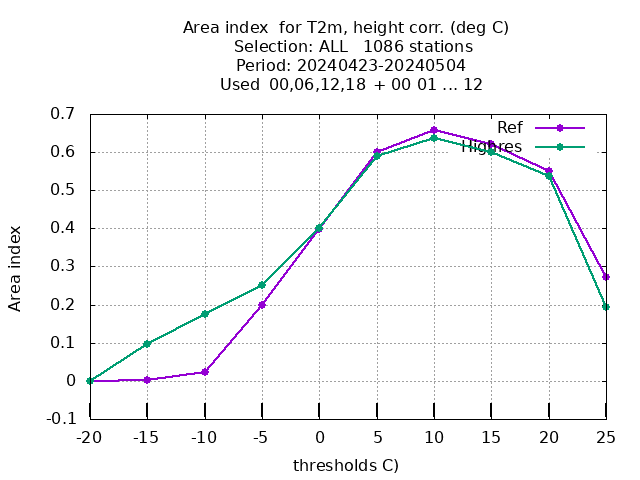 Area index  for T2m, height corr. (deg C)
Selection: ALL   1086 stations
Period: 20240423-20240504
Used  00,06,12,18  + 00 01 ... 12
Ref
Highres
0.7
0.6
0.5
0.4
0.3
0.2
0.1
0
-0.1
Area index
-20 -15 -10 -5 0 5 10 15 20 25
thresholds C)